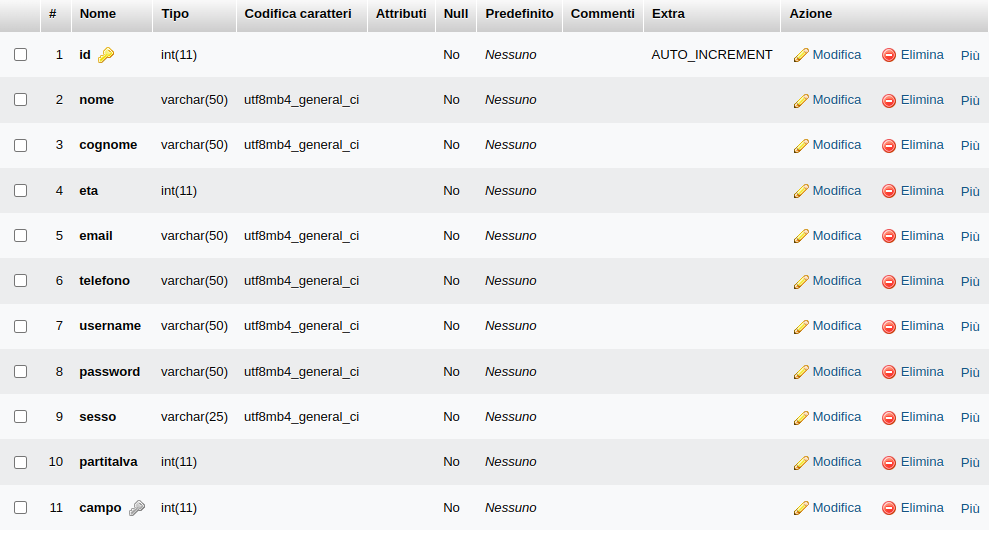 # Nome Tipo Codifica caratteri Attributi Null Predefinito Commenti Extra Azione
1 id int(11) No Nessuno AUTO_INCREMENT Modifica Elimina Più
2 nome varchar(50) utf8mb4_general_ci No Nessuno Modifica Elimina Più
3 cognome varchar(50) utf8mb4_general_ci No Nessuno Modifica Elimina Più
4 eta int(11) No Nessuno Modifica Elimina Più
5 email varchar(50) utf8mb4_general_ci No Nessuno Modifica Elimina Più
6 telefono varchar(50) utf8mb4_general_ci No Nessuno Modifica Elimina Più
7 username varchar(50) utf8mb4_general_ci No Nessuno Modifica Elimina Più
8 password varchar(50) utf8mb4_general_ci No Nessuno Modifica Elimina Più
9 sesso varchar(25) utf8mb4_general_ci No Nessuno Modifica Elimina Più
10 partitaIva int(11) No Nessuno Modifica Elimina Più
11 campo int(11) No Nessuno Modifica Elimina Più